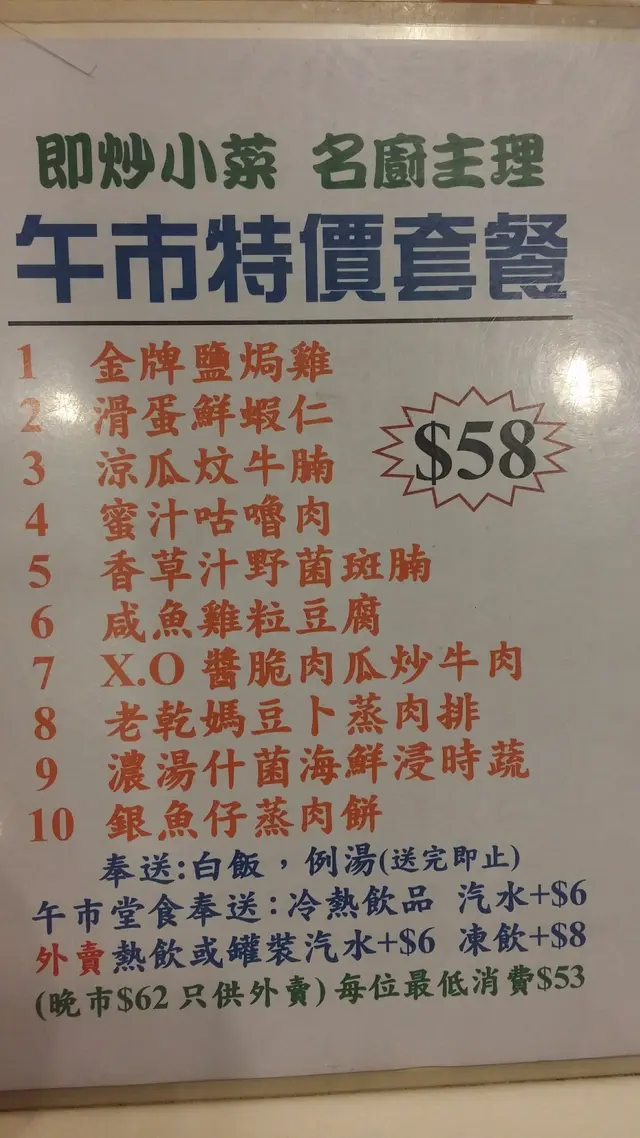 即炒小菜 名廚主理
午市特價套餐
1 金牌鹽焗雞
2 滑蛋鮮蝦仁
3 涼瓜炆牛腩
$58
4 蜜汁咕嚕肉
5 香草汁野菌斑腩
6 咸魚雞粒豆腐
7 X.O 醬脆肉瓜炒牛肉
8 老乾媽豆卜蒸肉排
9 濃湯什菌海鮮浸時蔬
10 銀魚仔蒸肉餅
奉送:白飯，例湯(送完即止)
午市堂食奉送:冷熱飲品 汽水+$6
外賣熱飲或罐裝汽水+$6 凍飲+$8
(晚市$62只供外賣)每位最低消費$53